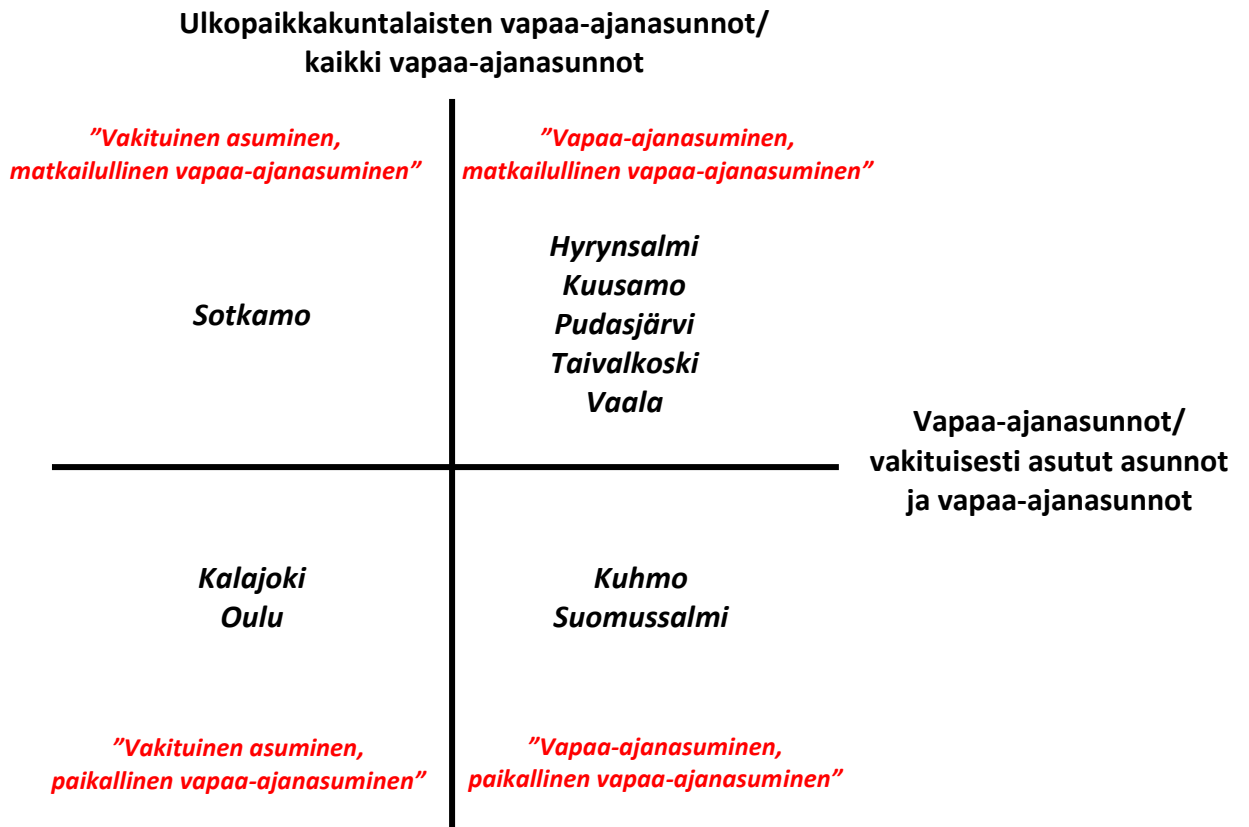 Ulkopaikkakuntalaisten vapaa-ajanasunnot/
kaikki vapaa-ajanasunnot
”Vakituinen asuminen,
matkailullinen vapaa-ajanasuminen”
”Vapaa-ajanasuminen,
matkailullinen vapaa-ajanasuminen”
Sotkamo
Hyrynsalmi
Kuusamo
Pudasjärvi
Taivalkoski
Vaala
Vapaa-ajanasunnot/
vakituisesti asutut asunnot
ja vapaa-ajanasunnot
Kalajoki
Oulu
Kuhmo
Suomussalmi
”Vakituinen asuminen,
paikallinen vapaa-ajanasuminen”
”Vapaa-ajanasuminen,
paikallinen vapaa-ajanasuminen”